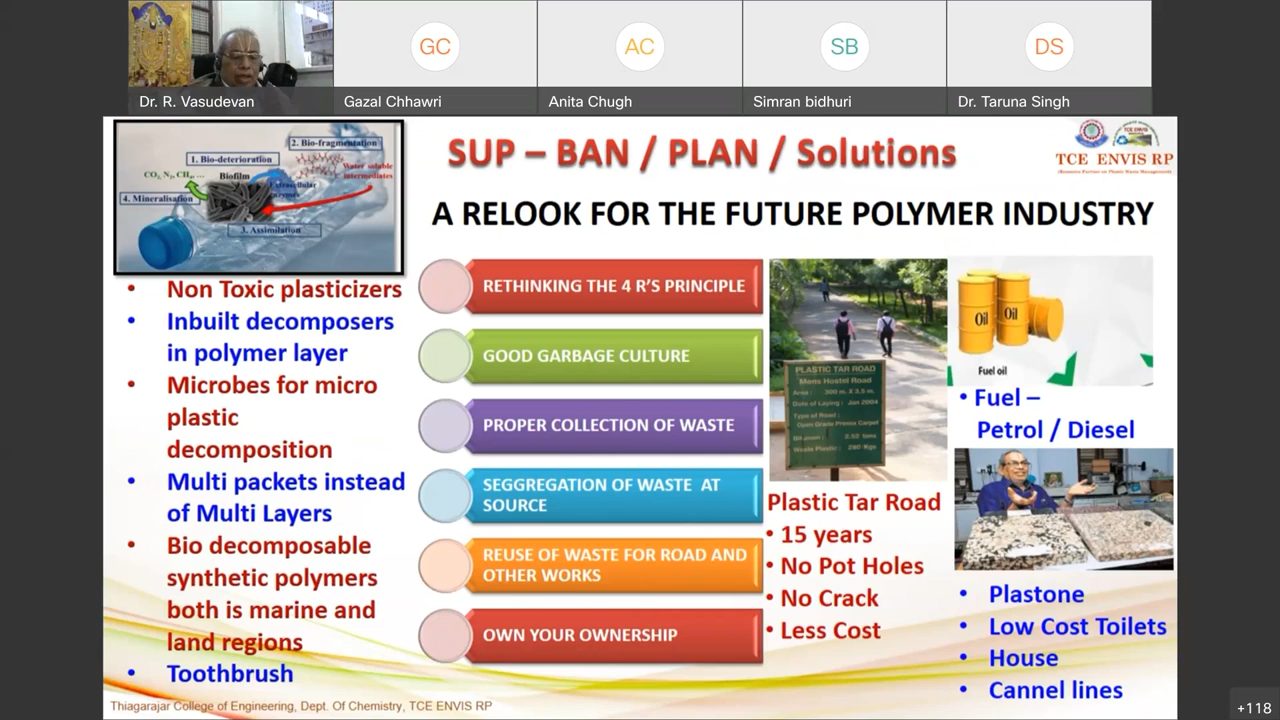 GC
AC
SB
DS
Dr. R. Vasudevan
Gazal Chhawri
Anita Chugh
Simran bidhuri
Dr. Taruna Singh
SUP – BAN / PLAN / Solutions
TCE ENVIS RP
A RELOOK FOR THE FUTURE POLYMER INDUSTRY
2. Bio-fragmentation
1. Bio-deterioration
Water soluble
intermediates
CO2, N2, CH4, ...
Biofilm
Extracellular
enzymes
4. Mineralisation
3. Assimilation
• Non Toxic plasticizers
• Inbuilt decomposers
in polymer layer
• Microbes for micro
plastic
decomposition
• Multi packets instead
of Multi Layers
• Bio decomposable
synthetic polymers
both is marine and
land regions
• Toothbrush
RETHINKING THE 4 R'S PRINCIPLE
GOOD GARBAGE CULTURE
PROPER COLLECTION OF WASTE
SEGGREGATION OF WASTE AT
SOURCE
REUSE OF WASTE FOR ROAD AND
OTHER WORKS
OWN YOUR OWNERSHIP
PLASTIC TAR ROAD
Mens Hostel Road
Area : 300 m X 3.5 m.
Date of Laying : Jan 2004
Type of Road :
Open Grade Premix Carpet
Bitumen : 2.52 tons
Waste Plastic : 280 Kgs
Plastic Tar Road
• 15 years
• No Pot Holes
• No Crack
• Less Cost
Oil
Oil
Fuel oil
• Fuel –
Petrol / Diesel
• Plastone
• Low Cost Toilets
• House
• Cannel lines
Thiagarajar College of Engineering, Dept. Of Chemistry, TCE ENVIS RP
+118